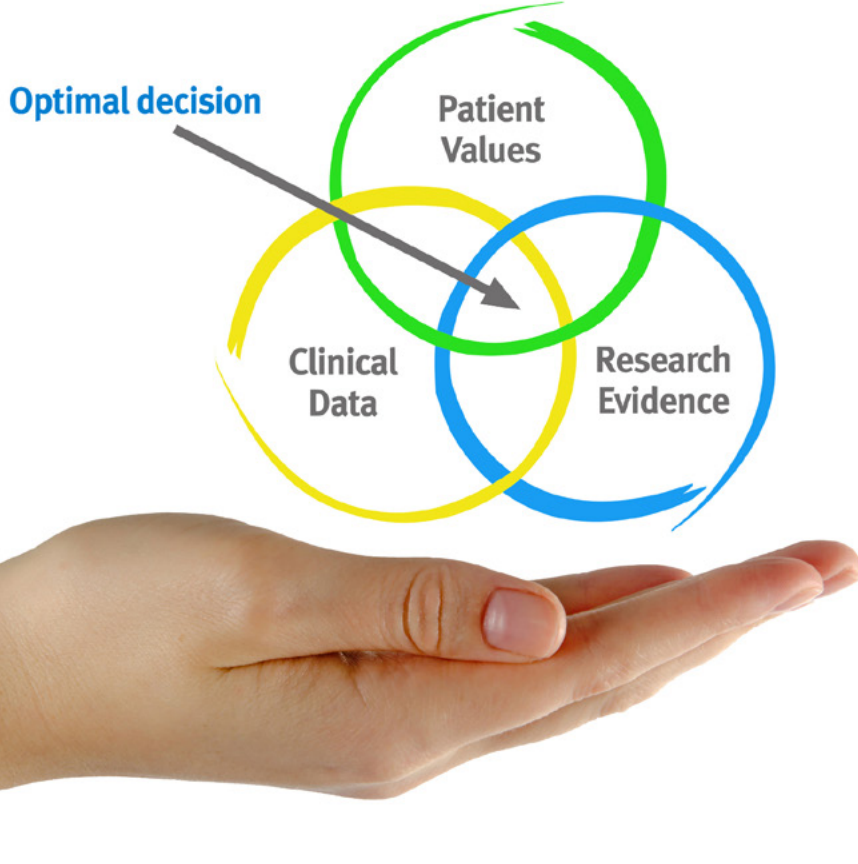 Optimal decision
Patient
Values
Clinical
Data
Research
Evidence